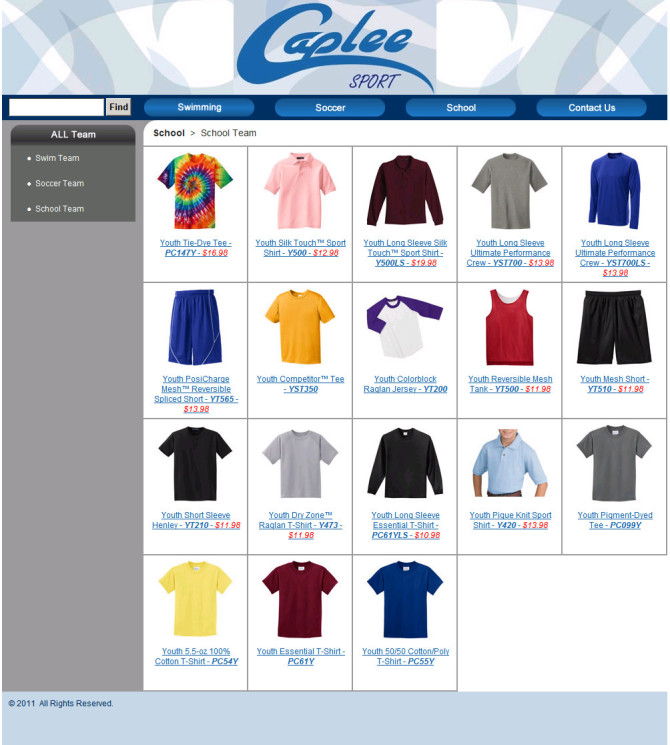 Caplee
SPORT
Find
Swimming
Soccer
School
Contact Us
ALL Team
Swim Team
Soccer Team
School Team
School > School Team
Youth Tie-Dye Tee -
PC147Y - $16.98
Youth Silk Touch™ Sport
Shirt - Y500 - $12.98
Youth Long Sleeve Silk
Touch™ Sport Shirt -
Y500LS - $19.98
Youth Long Sleeve
Ultimate Performance
Crew - YST700 - $13.98
Youth Long Sleeve
Ultimate Performance
Crew - YST700LS -
$13.98
Youth PosiCharge
Mesh™ Reversible
Spliced Short - YT565 -
$13.98
Youth Competitor™ Tee
- YST350
Youth Colorblock
Raglan Jersey - YT200
Youth Reversible Mesh
Tank - YT500 - $11.98
Youth Mesh Short -
YT510 - $11.98
Youth Short Sleeve
Henley - YT210 - $11.98
Youth Dry Zone™
Raglan T-Shirt - Y473 -
$11.98
Youth Long Sleeve
Essential T-Shirt -
PC61YLS - $10.98
Youth Pique Knit Sport
Shirt - Y420 - $13.98
Youth Pigment-Dyed
Tee - PC099Y
Youth 5.5-oz 100%
Cotton T-Shirt - PC54Y
Youth Essential T-Shirt -
PC61Y
Youth 50/50 Cotton/Poly
T-Shirt - PC55Y
© 2011 All Rights Reserved.